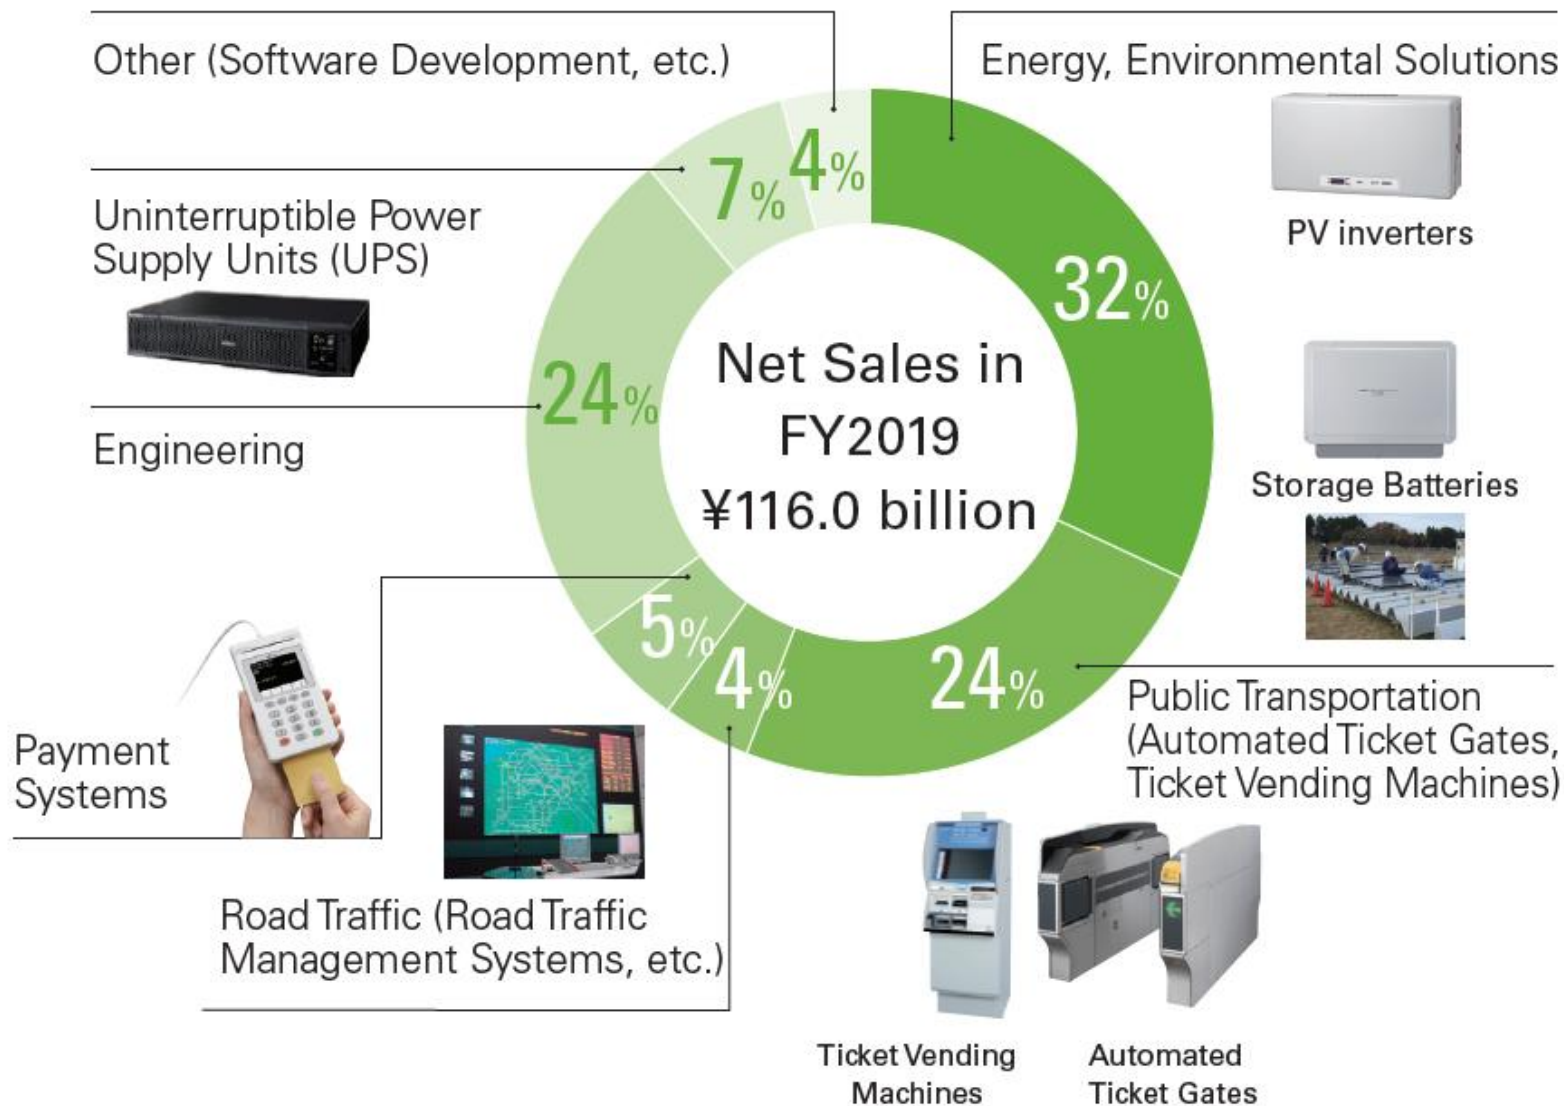 Other (Software Development, etc.)
Energy, Environmental Solutions
4%
7%
PV inverters
Uninterruptible Power
Supply Units (UPS)
32%
24%
Net Sales in
FY2019
¥116.0 billion
Engineering
Storage Batteries
5%
4%
24%
Public Transportation
(Automated Ticket Gates,
Ticket Vending Machines)
Payment
Systems
Road Traffic (Road Traffic
Management Systems, etc.)
Ticket Vending
Machines
Automated
Ticket Gates